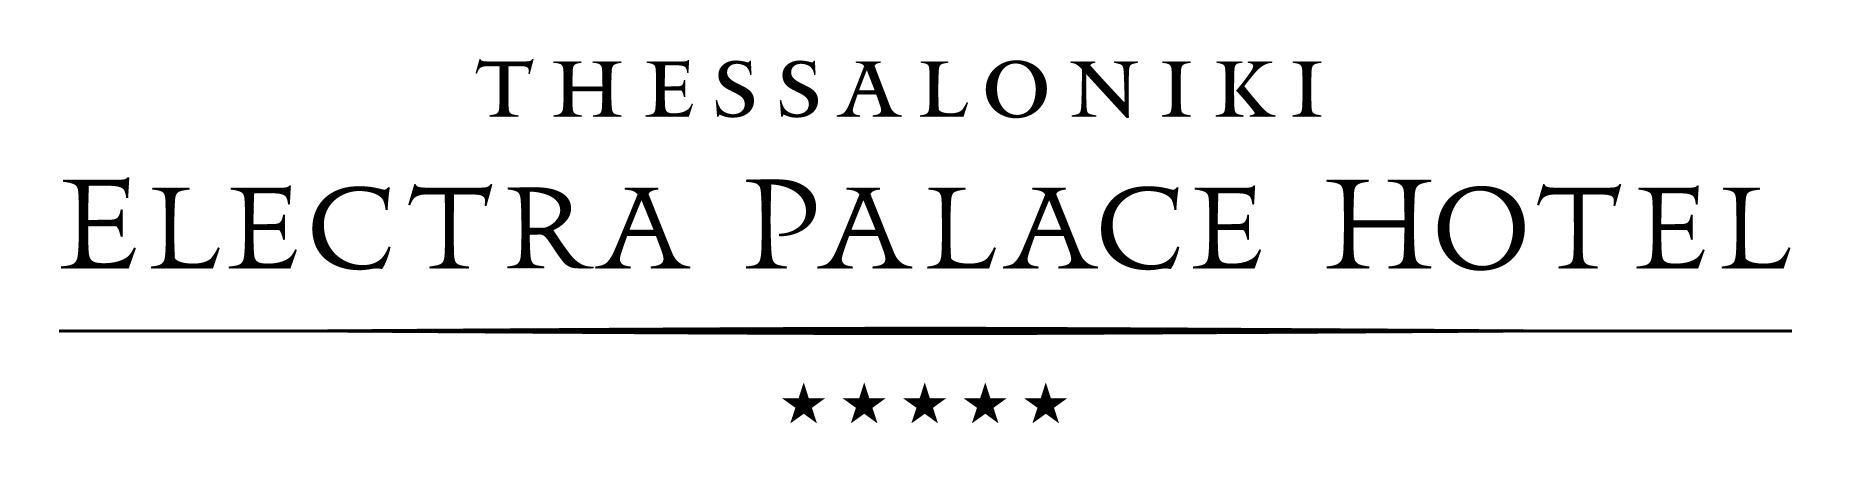 THESSALONIKI
ELECTRA PALACE HOTEL
★★★★★